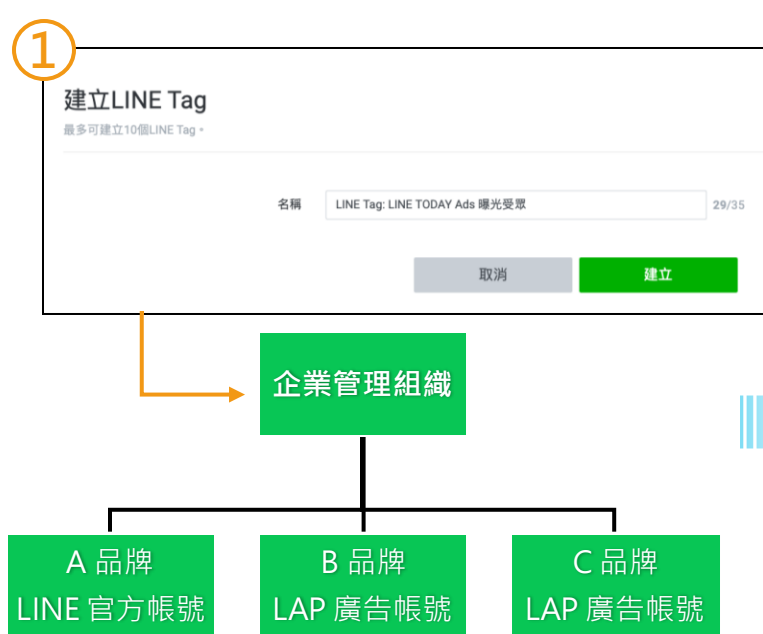 1
建立LINE Tag
最多可建立10個LINE Tag。
名稱
LINE Tag: LINE TODAY Ads 曝光受眾
29/35
取消
建立
企業管理組織
A 品牌
LINE 官方帳號
B 品牌
LAP 廣告帳號
C 品牌
LAP 廣告帳號